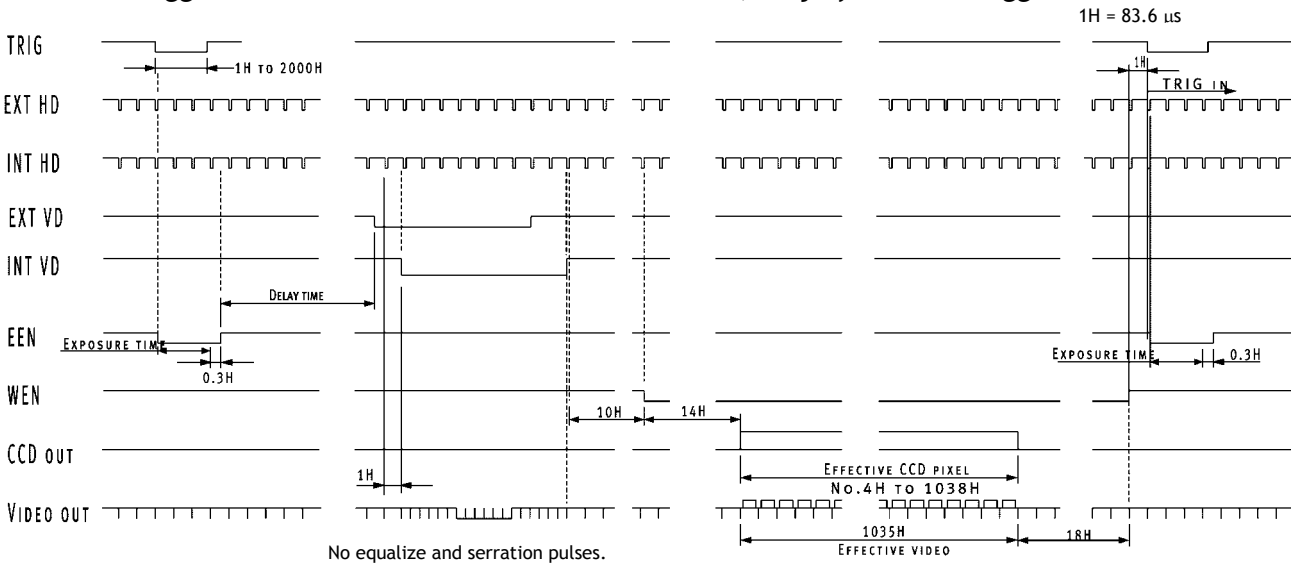 1H = 83.6 µs
TRIG
1H TO 2000H
1H
TRIG IN
EXT HD
INT HD
EXT VD
INT VD
DELAY TIME
EEN
EXPOSURE TIME
0.3H
EXPOSURE TIME
0.3H
WEN
10H
14H
CCD OUT
1H
EFFECTIVE CCD PIXEL
No.4H TO 1038H
VIDEO OUT
1035H
18H
EFFECTIVE VIDEO
No equalize and serration pulses.